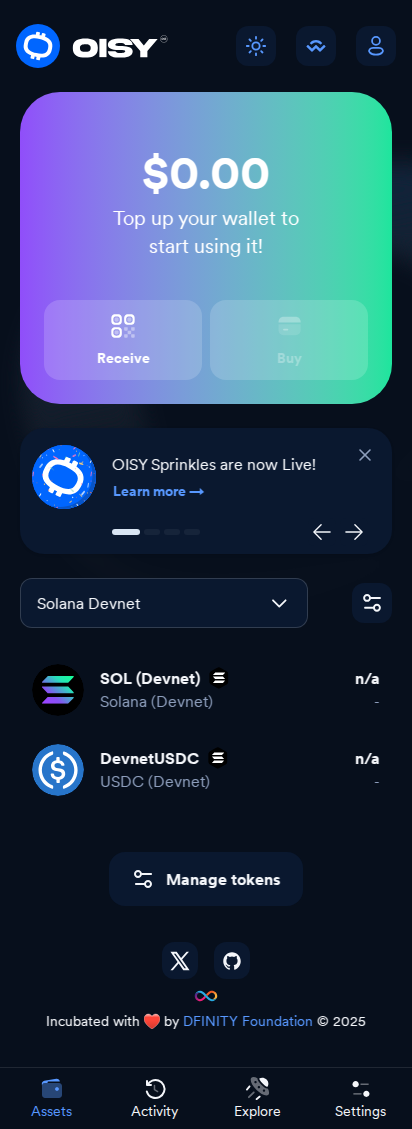 OISY
$0.00
Top up your wallet to
start using it!
Receive
Buy
OISY Sprinkles are now Live!
Learn more →
Solana Devnet
SOL (Devnet)
n/a
Solana (Devnet)
-
DevnetUSDC
n/a
USDC (Devnet)
-
Manage tokens
Incubated with ❤️ by DFINITY Foundation © 2025
Assets
Activity
Explore
Settings